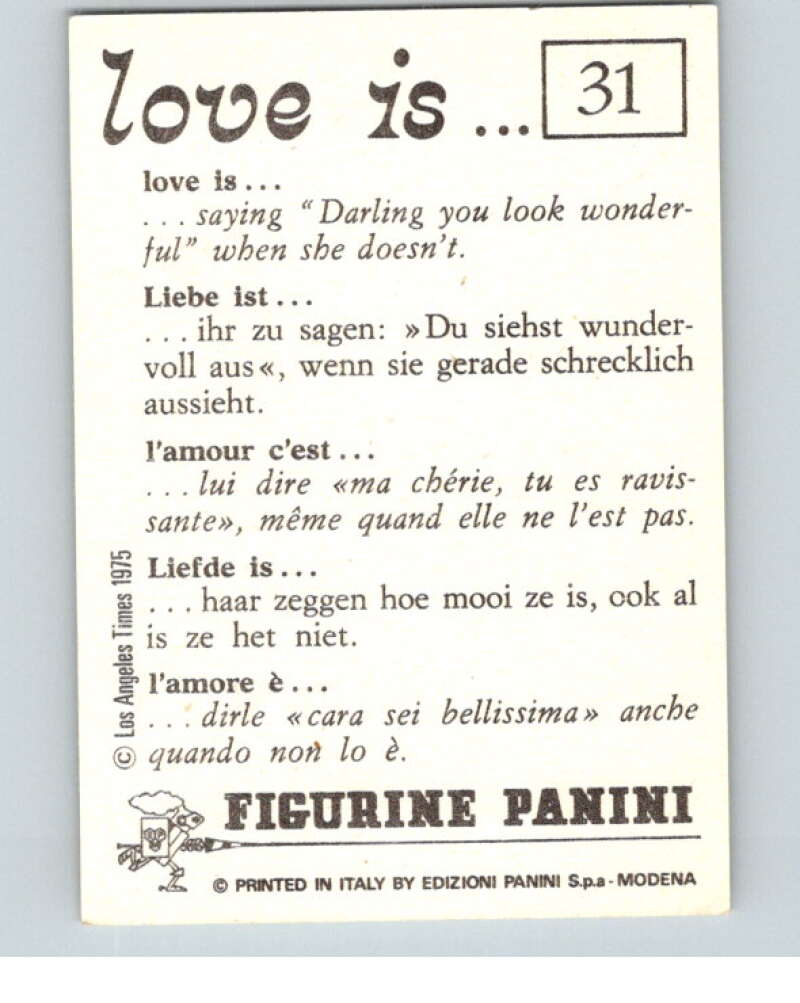 love is ... 31
love is...
...saying “Darling you look wonder-
ful” when she doesn't.
Liebe ist...
...ihr zu sagen: »Du siehst wunder-
voll aus«, wenn sie gerade schrecklich
aussieht.
l'amour c'est...
...lui dire «ma chérie, tu es ravis-
sante», même quand elle ne l'est pas.
Liefde is...
...haar zeggen hoe mooi ze is, ook al
is ze het niet.
l'amore è...
...dirle «cara sei bellissima» anche
quando non lo è.
© Los Angeles Times 1975
FIGURINE PANINI
© PRINTED IN ITALY BY EDIZIONI PANINI S.p.a - MODENA